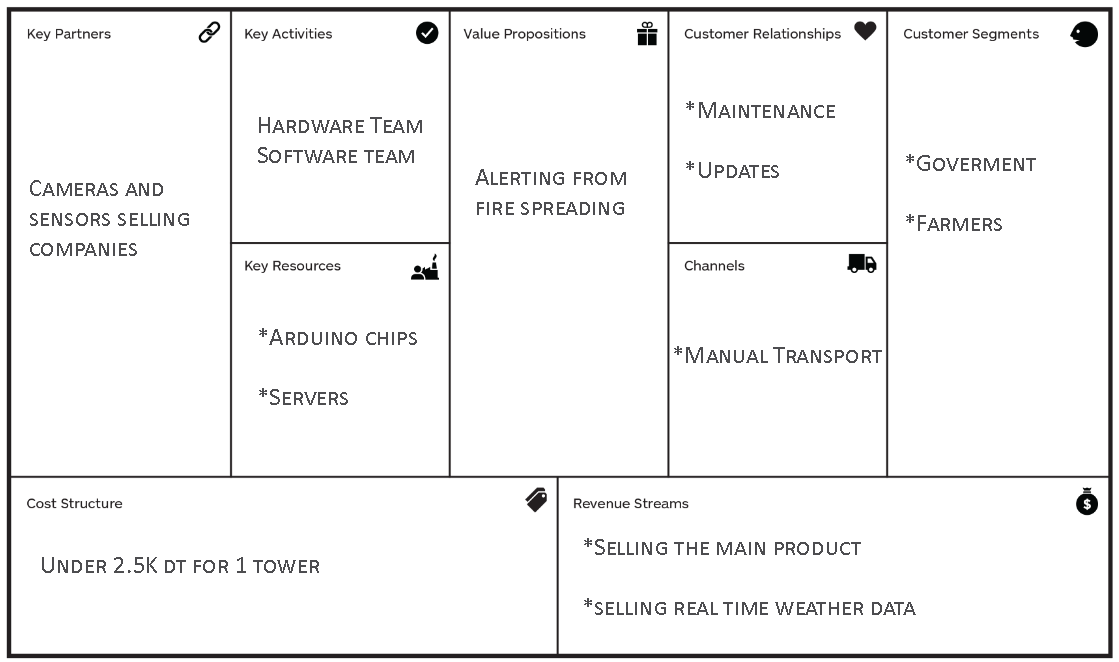 Key Partners
Cameras and
sensors selling
companies
Key Activities
Hardware Team
Software team
Key Resources
*Arduino chips
*Servers
Value Propositions
Alerting from
fire spreading
Customer Relationships
*Maintenance
*Updates
Channels
*Manual Transport
Customer Segments
*Goverment
*Farmers
Cost Structure
Under 2.5k dt for 1 tower
Revenue Streams
*Selling the main product
*selling real time weather data